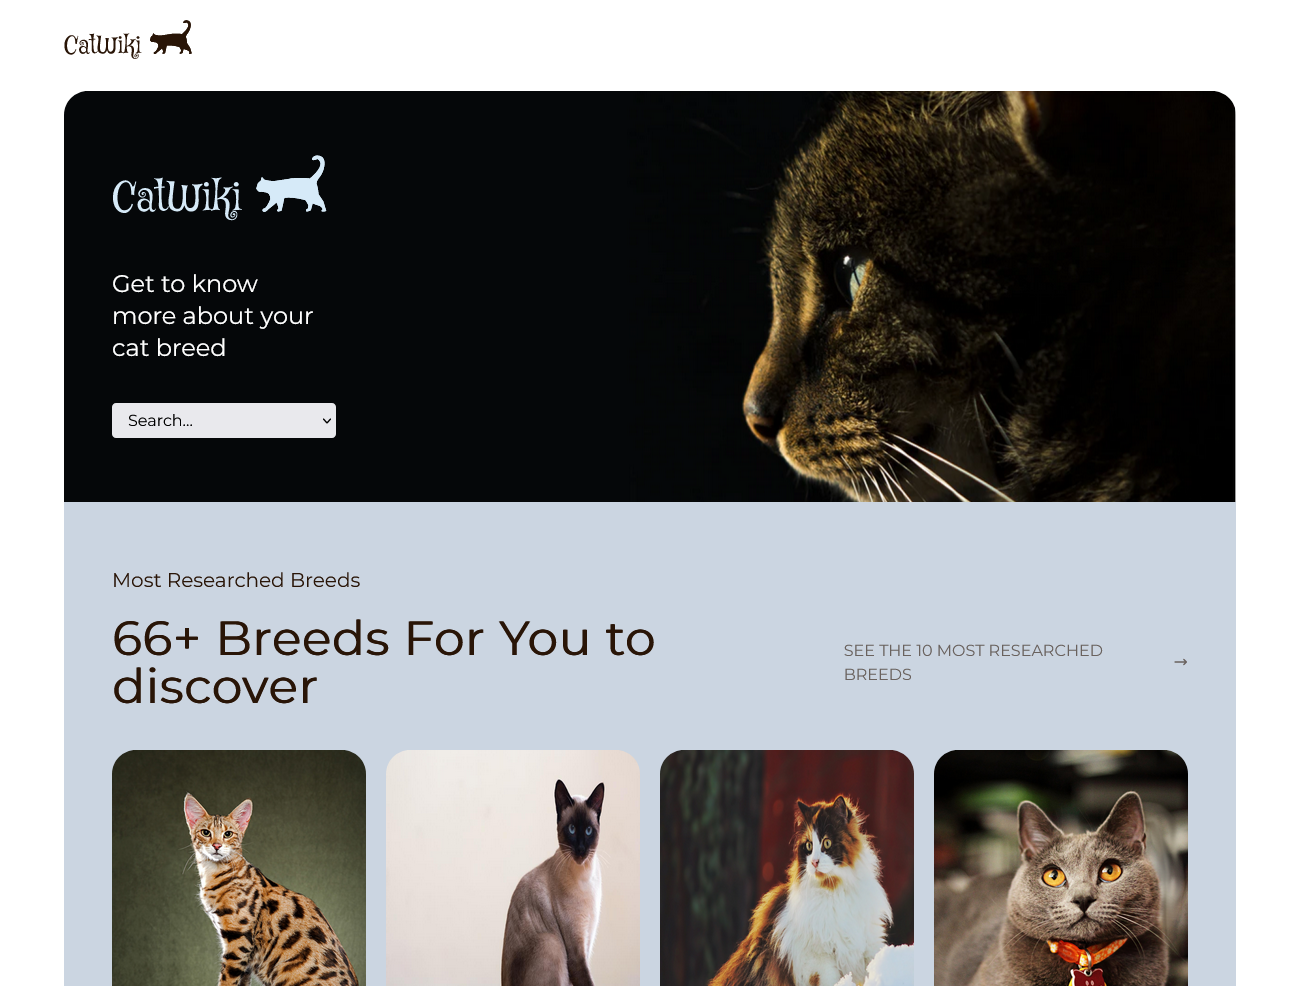 CatWiki
CatWiki
Get to know
more about your
cat breed
Search...
Most Researched Breeds
66+ Breeds For You to
discover
SEE THE 10 MOST RESEARCHED
BREEDS →